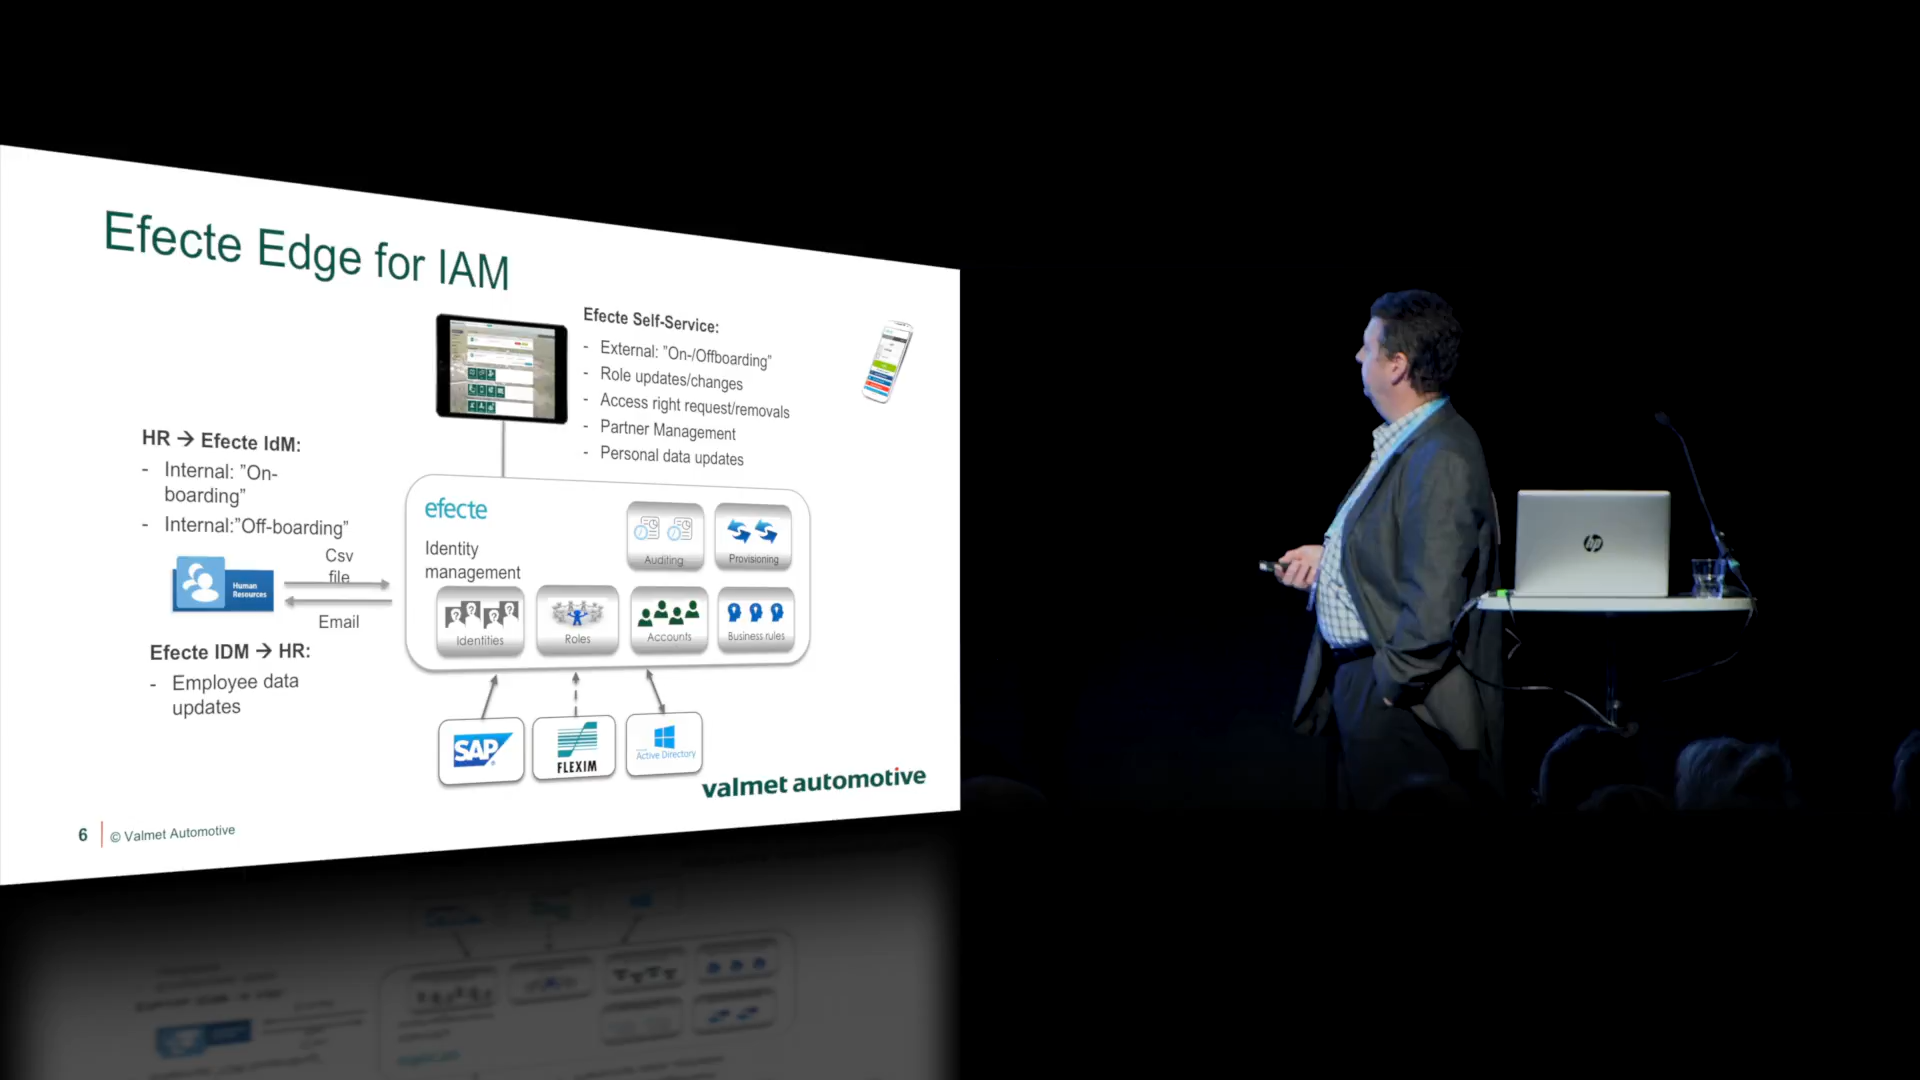 Efecte Edge for IAM
Efecte Self-Service:
- External: "On-/Offboarding"
- Role updates/changes
- Access right request/removals
- Partner Management
- Personal data updates
HR → Efecte IdM:
- Internal: "On-
boarding"
- Internal:"Off-boarding"
Csv
file
Human
Resources
Email
Efecte IDM → HR:
- Employee data
updates
efecte
Identity
management
Auditing
Provisioning
Identities
Roles
Accounts
Business rules
SAP
FLEXIM
Active Directory
valmet automotive
6
© Valmet Automotive
hp